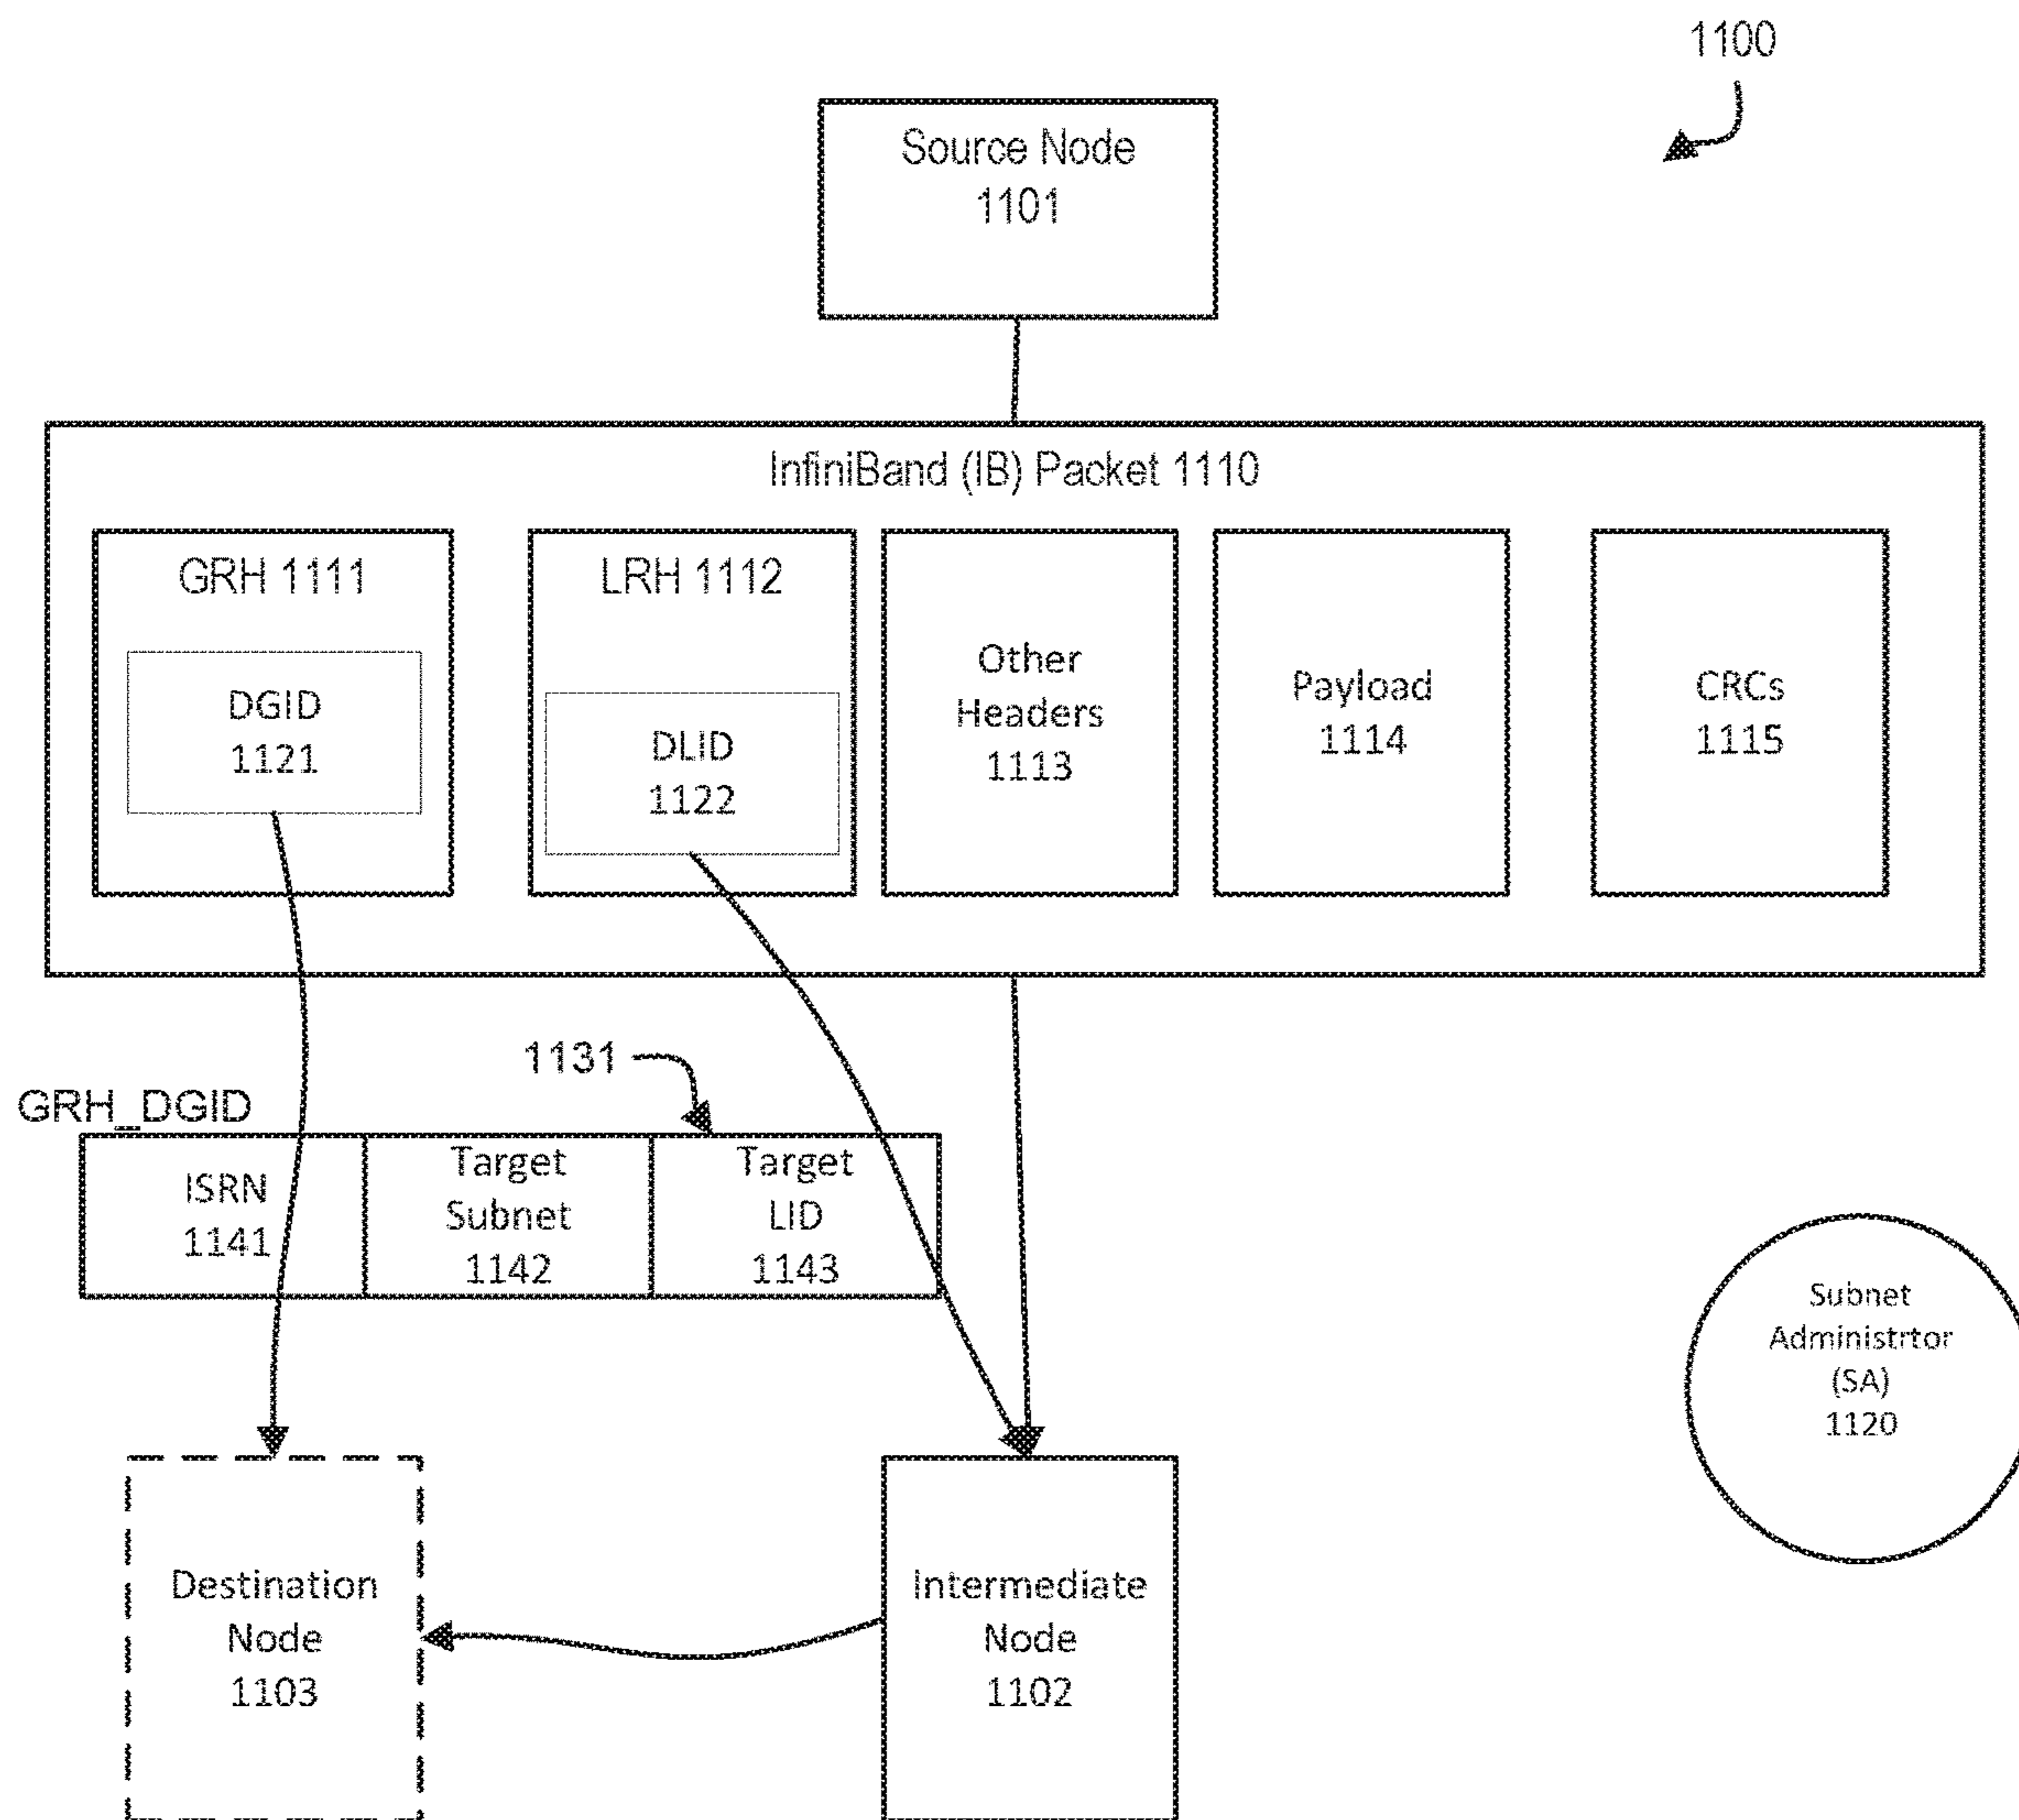 1100
Source Node
1101
InfiniBand (IB) Packet 1110
GRH 1111
DGID
1121
LRH 1112
DLID
1122
Other
Headers
1113
Payload
1114
CRCs
1115
1131
GRH_DGID
ISRN
1141
Target
Subnet
1142
Target
LID
1143
Subnet
Administrtor
(SA)
1120
Destination
Node
1103
Intermediate
Node
1102